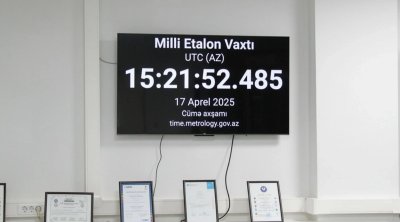 Milli Etalon Vaxtı
UTC (AZ)
15:21:52.485
17 Aprel 2025
Cümə axşamı
time.metrology.gov.az